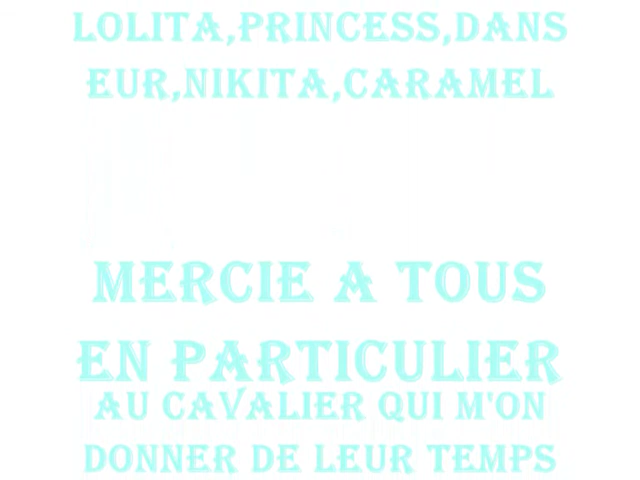 LOLITA,PRINCESS,DANS
EUR,NIKITA,CARAMEL
MERCIE A TOUS
EN PARTICULIER
AU CAVALIER QUI M'ON
DONNER DE LEUR TEMPS